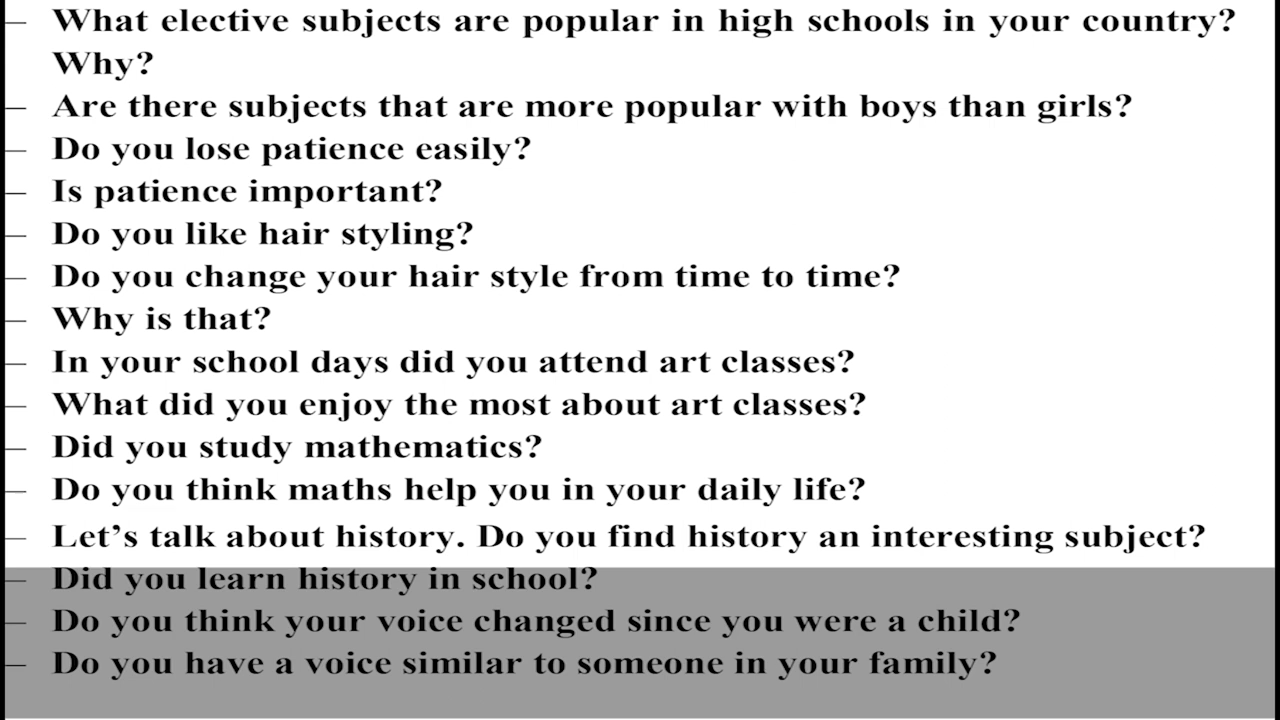 – What elective subjects are popular in high schools in your country?
Why?
– Are there subjects that are more popular with boys than girls?
– Do you lose patience easily?
– Is patience important?
– Do you like hair styling?
– Do you change your hair style from time to time?
– Why is that?
– In your school days did you attend art classes?
– What did you enjoy the most about art classes?
– Did you study mathematics?
– Do you think maths help you in your daily life?
– Let’s talk about history. Do you find history an interesting subject?
– Did you learn history in school?
– Do you think your voice changed since you were a child?
– Do you have a voice similar to someone in your family?